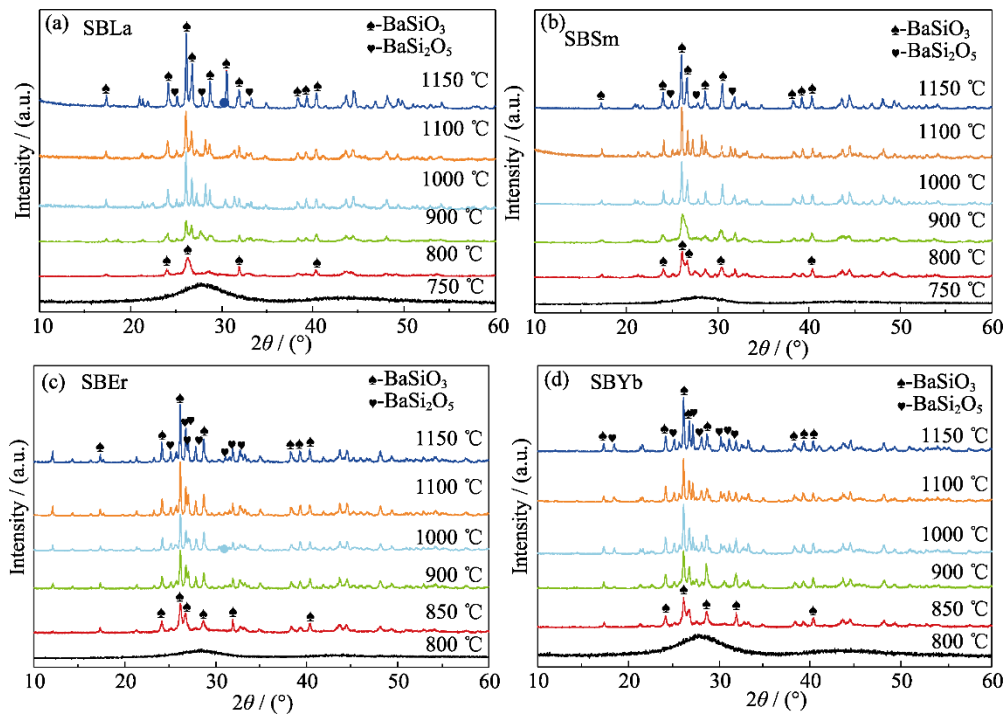 (a) SBLa
♠-BaSiO₃
♥-BaSi₂O₅
1150 ℃
1100 ℃
1000 ℃
900 ℃
800 ℃
750 ℃
Intensity / (a.u.)
10 20 30 40 50 60
2θ / (°)
(b) SBSm
♠-BaSiO₃
♥-BaSi₂O₅
1150 ℃
1100 ℃
1000 ℃
900 ℃
800 ℃
750 ℃
Intensity / (a.u.)
10 20 30 40 50 60
2θ / (°)
(c) SBEr
♠-BaSiO₃
♥-BaSi₂O₅
1150 ℃
1100 ℃
1000 ℃
900 ℃
850 ℃
800 ℃
Intensity / (a.u.)
10 20 30 40 50 60
2θ / (°)
(d) SBYb
♠-BaSiO₃
♥-BaSi₂O₅
1150 ℃
1100 ℃
1000 ℃
900 ℃
850 ℃
800 ℃
Intensity / (a.u.)
10 20 30 40 50 60
2θ / (°)